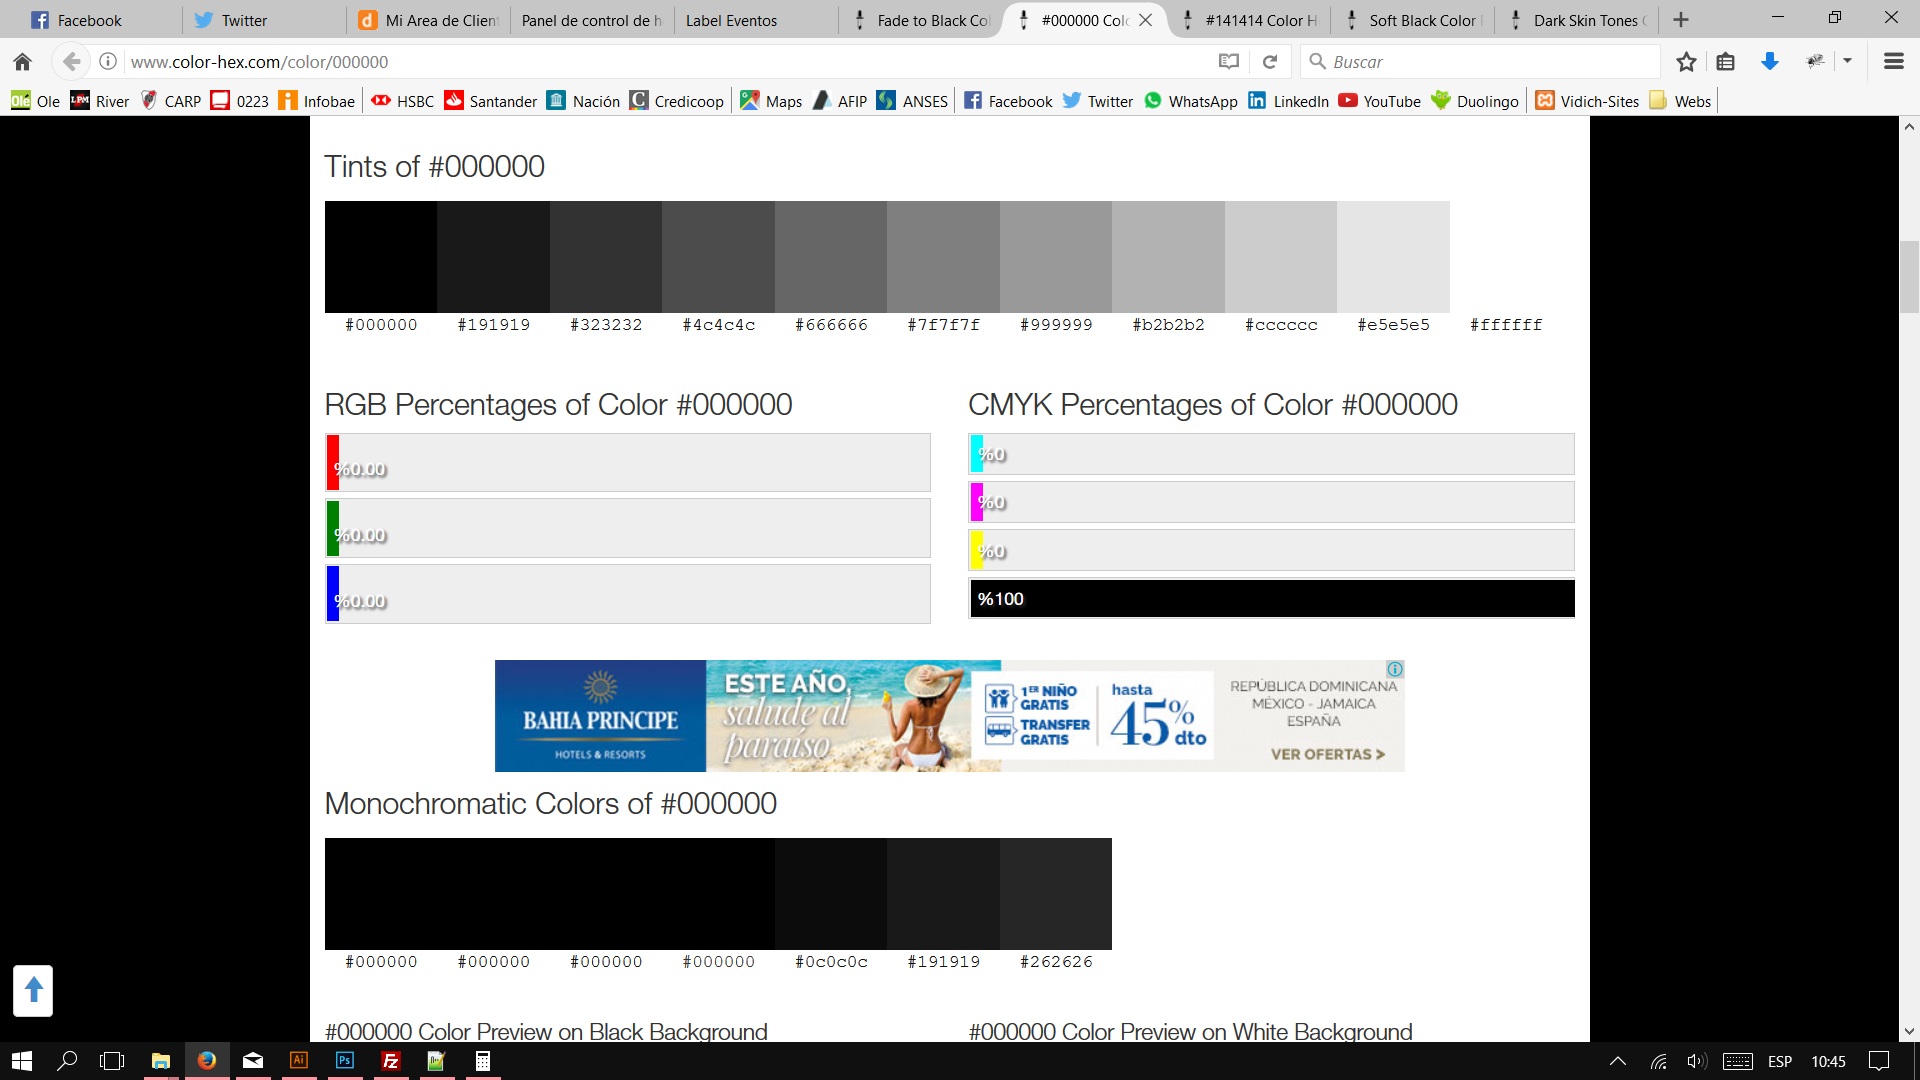 Facebook
Twitter
Mi Area de Client
Panel de control de h
Label Eventos
Fade to Black Col
#000000 Colo
#141414 Color H
Soft Black Color
Dark Skin Tones C
www.color-hex.com/color/000000
Buscar
Olé Ole
LPM River
CARP
0223
Infobae
HSBC
Santander
Nación
Credicoop
Maps
AFIP
ANSES
Facebook
Twitter
WhatsApp
LinkedIn
YouTube
Duolingo
Vidich-Sites
Webs
Tints of #000000
#000000 #191919 #323232 #4c4c4c #666666 #7f7f7f #999999 #b2b2b2 #cccccc #e5e5e5 #ffffff
RGB Percentages of Color #000000
%0.00
%0.00
%0.00
CMYK Percentages of Color #000000
%0
%0
%0
%100
BAHIA PRINCIPE
HOTELS & RESORTS
ESTE AÑO,
salude al
paraíso
1ER NIÑO
GRATIS
TRANSFER
GRATIS
hasta
45% dto
REPÚBLICA DOMINICANA
MÉXICO - JAMAICA
ESPAÑA
VER OFERTAS >
Monochromatic Colors of #000000
#000000 #000000 #000000 #000000 #0c0c0c #191919 #262626
#000000 Color Preview on Black Background
#000000 Color Preview on White Background
Ai
Ps
Fz
ESP
10:45